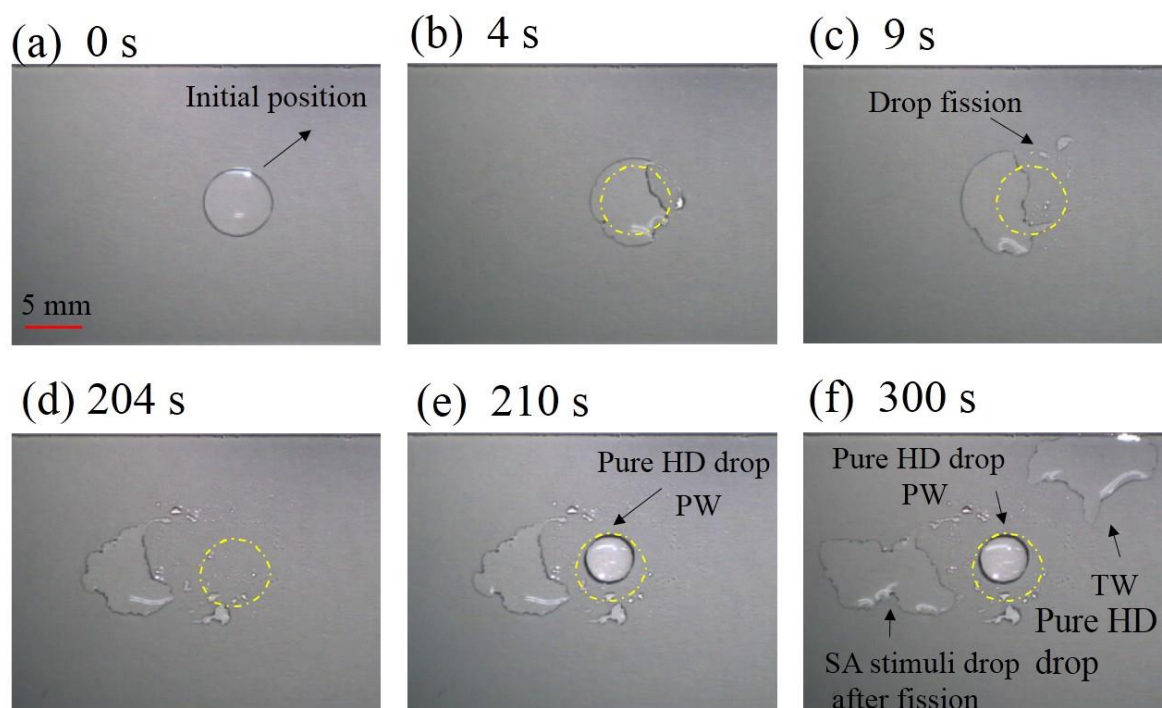 (a) 0 s
Initial position
5 mm
(b) 4 s
(c) 9 s
Drop fission
(d) 204 s
(e) 210 s
Pure HD drop
PW
(f) 300 s
Pure HD drop
PW
TW
Pure HD
drop
SA stimuli drop
after fission